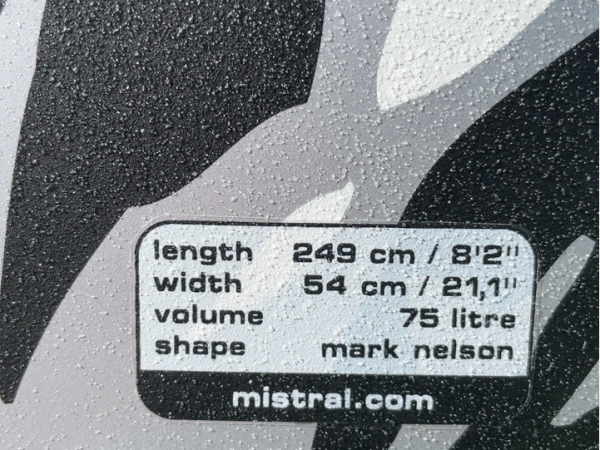 length 249 cm / 8'2"
width 54 cm / 21,1"
volume 75 litre
shape mark nelson
mistral.com